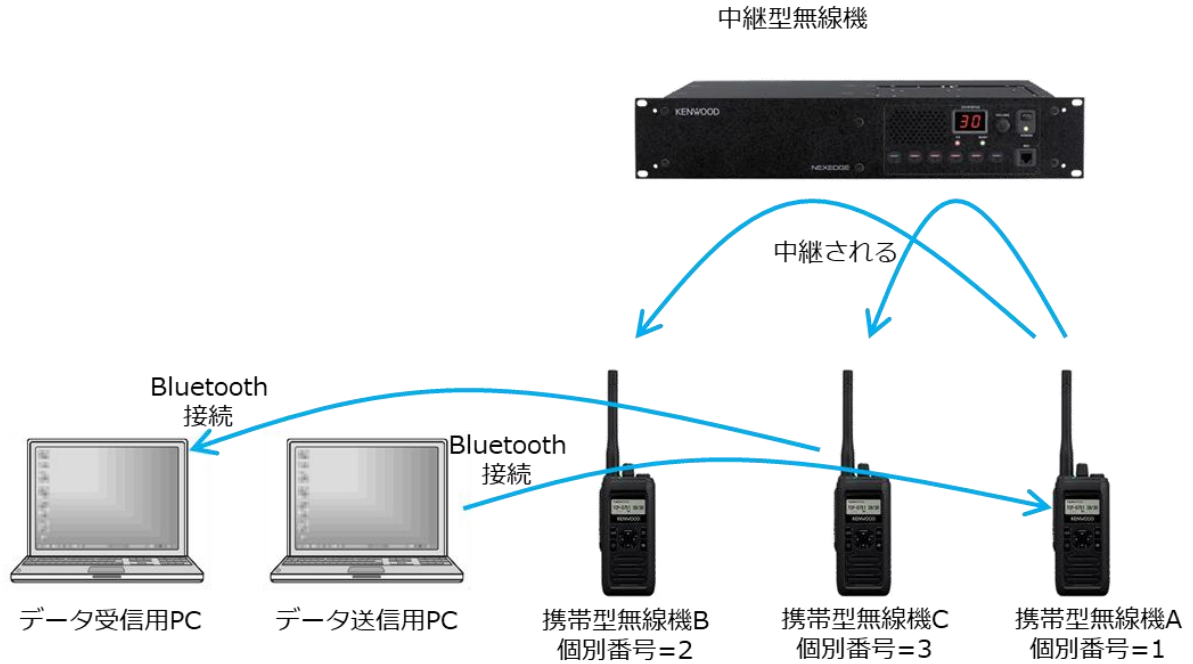 中継型無線機
KENWOOD
30
NEXEDGE
中継される
Bluetooth
接続
Bluetooth
接続
KENWOOD
KENWOOD
KENWOOD
データ受信用PC
データ送信用PC
携帯型無線機B
個別番号=2
携帯型無線機C
個別番号=3
携帯型無線機A
個別番号=1